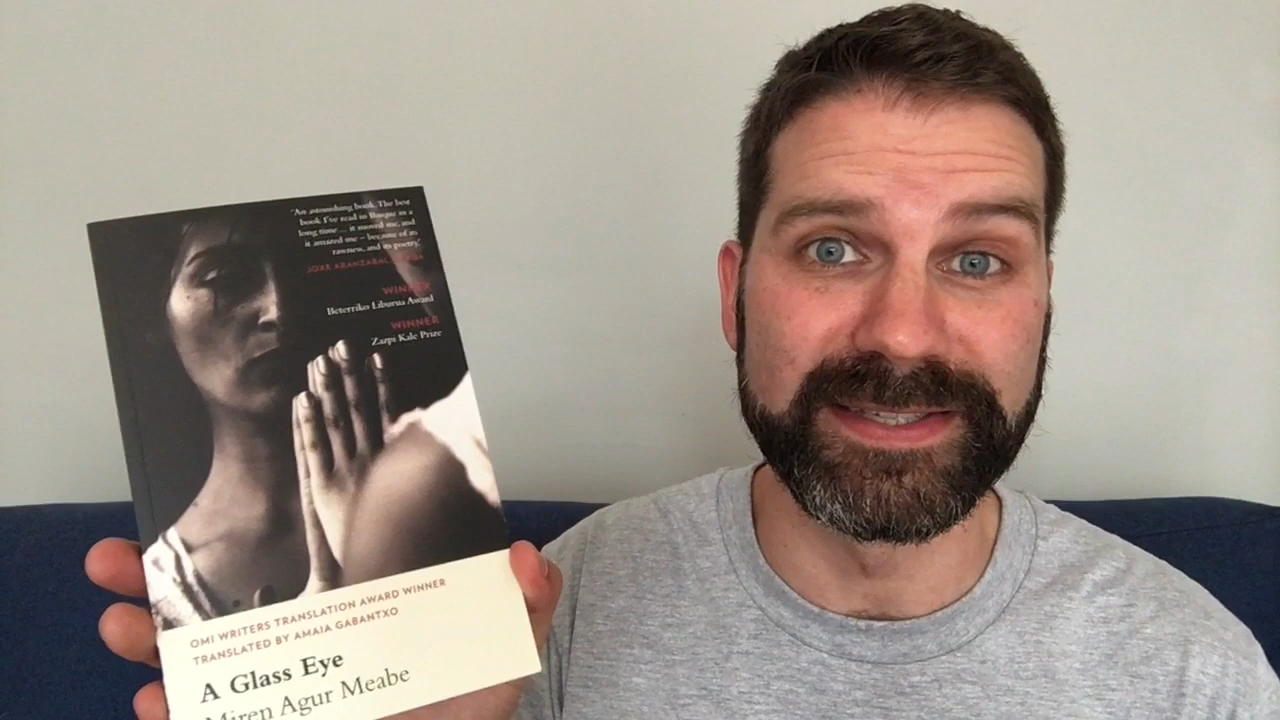 "An astonishing book. The best
book I've read in Basque in a
long time... it moved me, and
it amazed me – because of its
rawness, and its poetry."
WINNER
Beterriko Liburua Award
WINNER
Zazpi Kale Prize
OMI WRITERS TRANSLATION AWARD WINNER
TRANSLATED BY AMAIA GABANTXO
A Glass Eye
Miren Agur Meabe